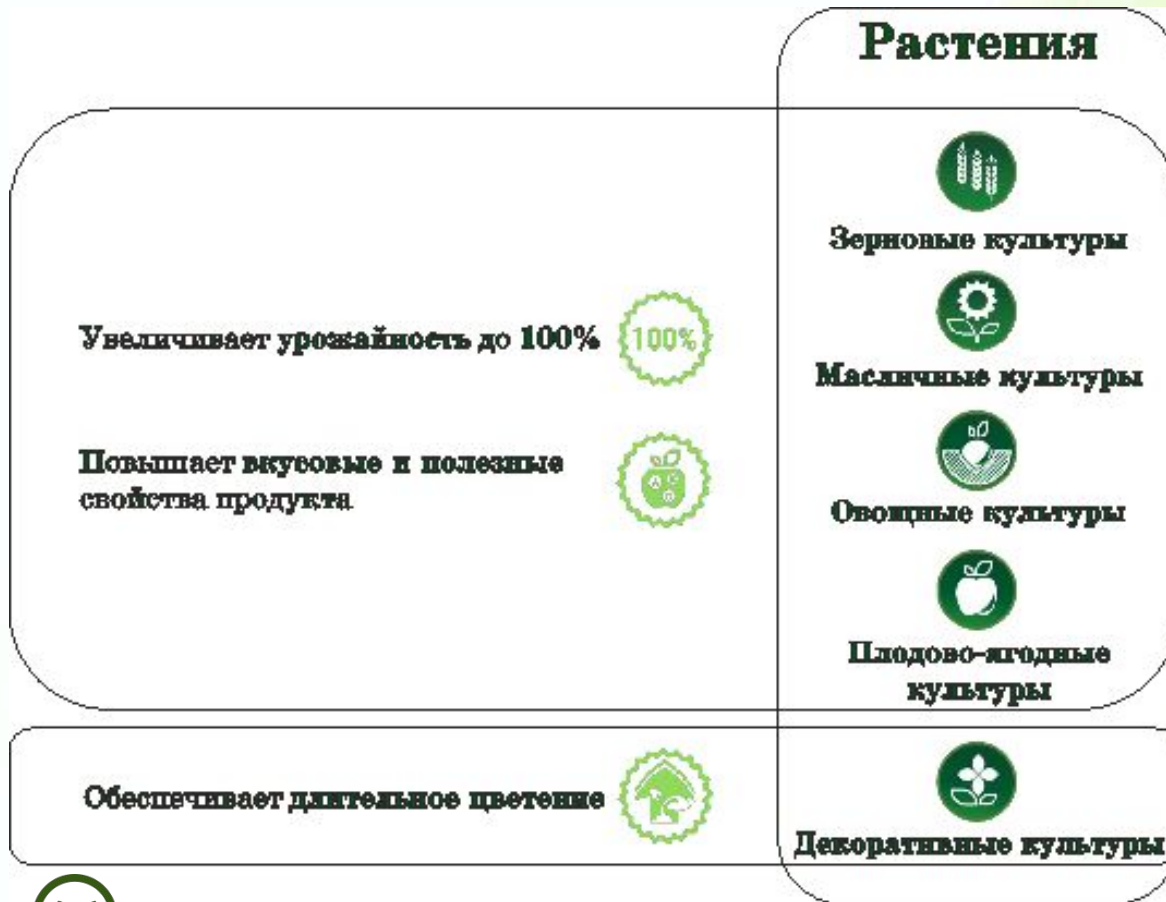 Растения
Зерновые культуры
Увеличивает урожайность до 100%
100%
Масличные культуры
Повышает вкусовые и полезные
свойства продукта
Овощные культуры
Плодово-ягодные
культуры
Обеспечивает длительное цветение
Декоративные культуры